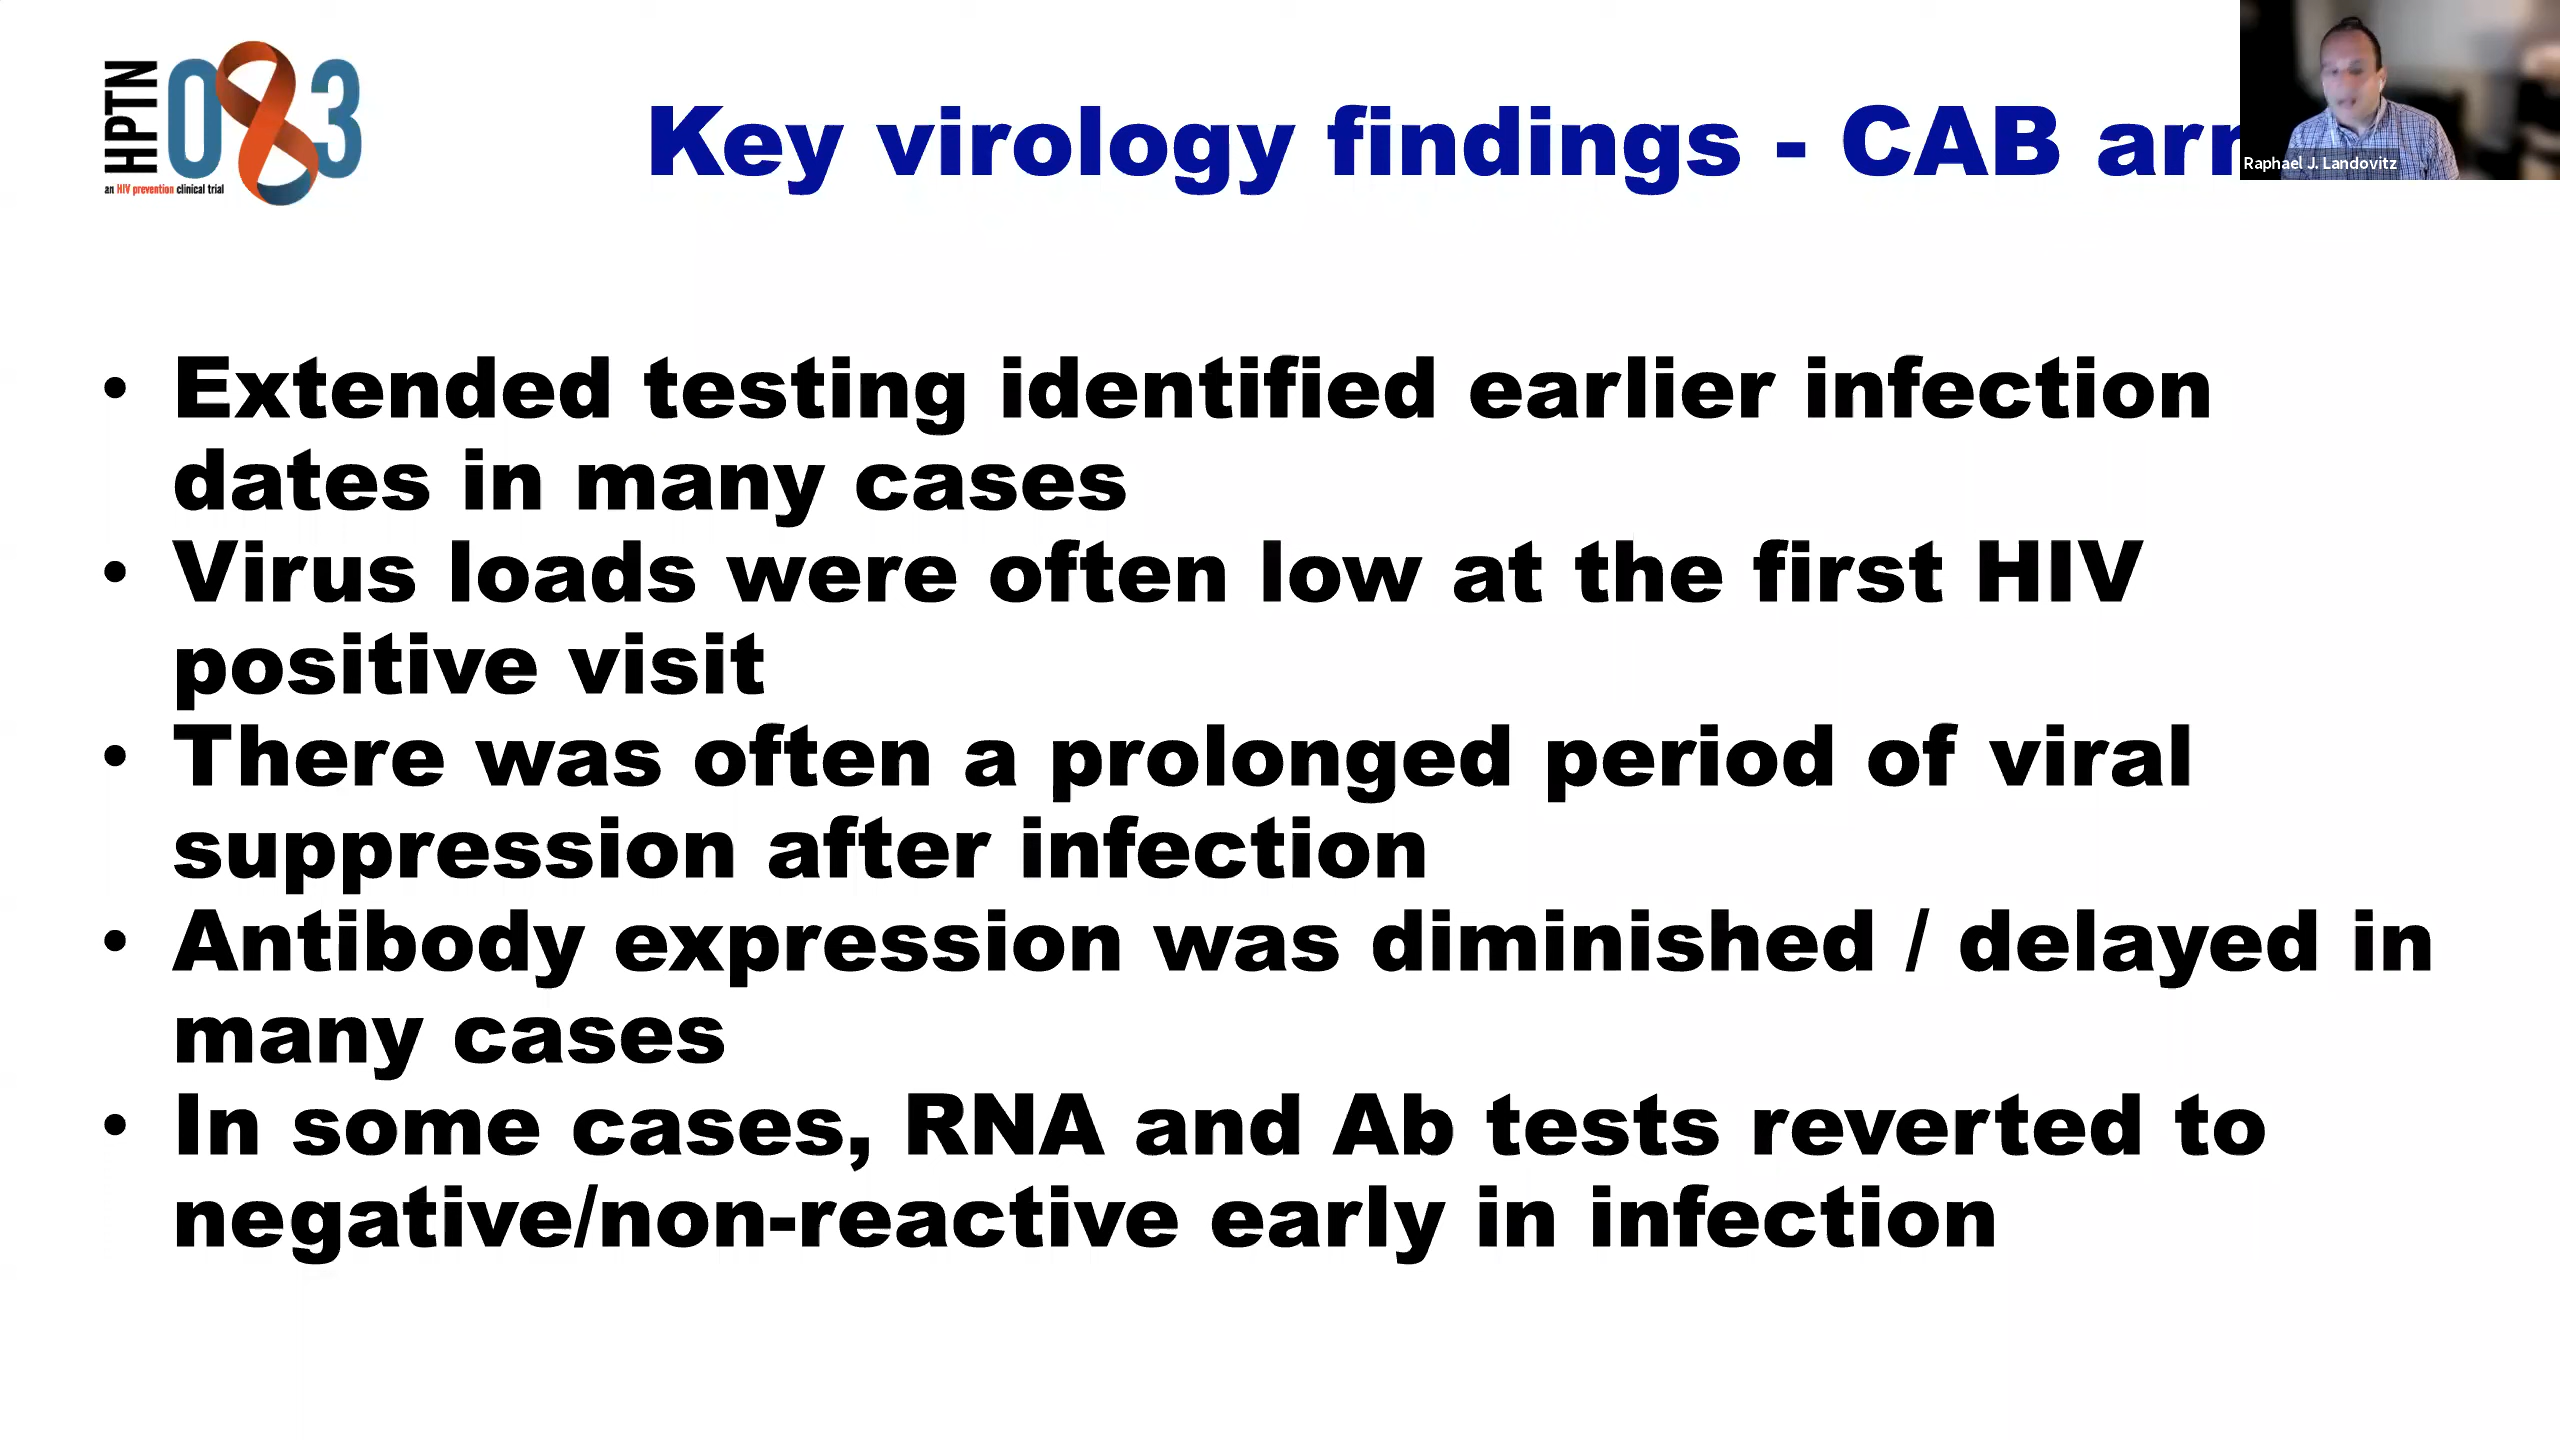 HPTN
083
an HIV prevention clinical trial
Key virology findings - CAB
Raphael J. Landovitz
• Extended testing identified earlier infection
dates in many cases
• Virus loads were often low at the first HIV
positive visit
• There was often a prolonged period of viral
suppression after infection
• Antibody expression was diminished / delayed in
many cases
• In some cases, RNA and Ab tests reverted to
negative/non-reactive early in infection